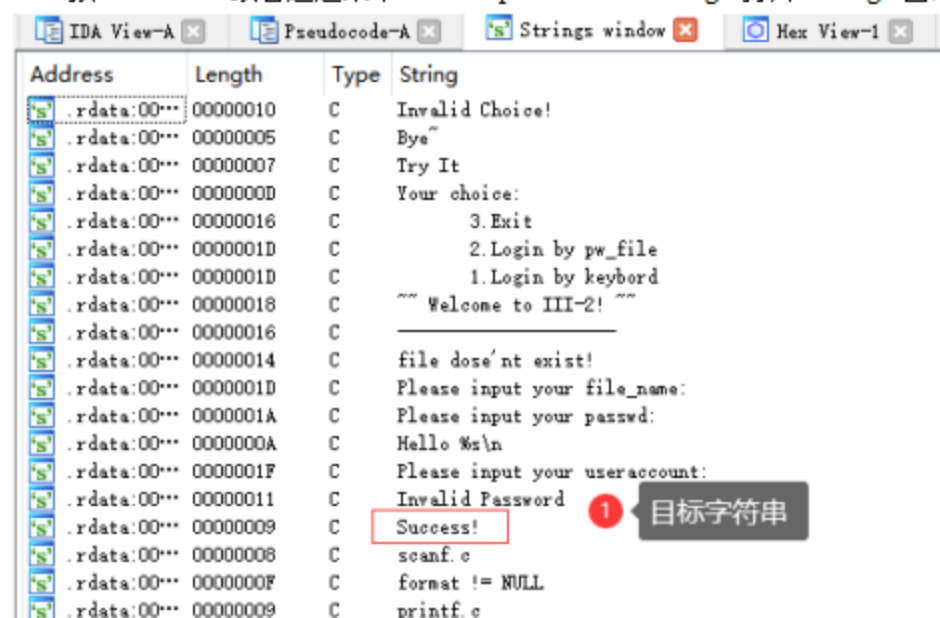 IDA View-A Pseudocode-A Strings window Hex View-1
Address Length Type String
.rdata:00… 00000010 C Invalid Choice!
.rdata:00… 00000005 C Bye~
.rdata:00… 00000007 C Try It
.rdata:00… 0000000D C Your choice:
.rdata:00… 00000016 C 3.Exit
.rdata:00… 0000001D C 2.Login by pw_file
.rdata:00… 0000001D C 1.Login by keybord
.rdata:00… 00000018 C ~~ Welcome to III-2! ~~
.rdata:00… 00000016 C ————————————
.rdata:00… 00000014 C file dose'nt exist!
.rdata:00… 0000001D C Please input your file_name:
.rdata:00… 0000001A C Please input your passwd:
.rdata:00… 0000000A C Hello %s\n
.rdata:00… 0000001F C Please input your useraccount:
.rdata:00… 00000011 C Invalid Password
1 目标字符串
.rdata:00… 00000009 C Success!
.rdata:00… 00000008 C scanf.c
.rdata:00… 0000000F C format != NULL
.rdata:00… 00000009 C printf.c